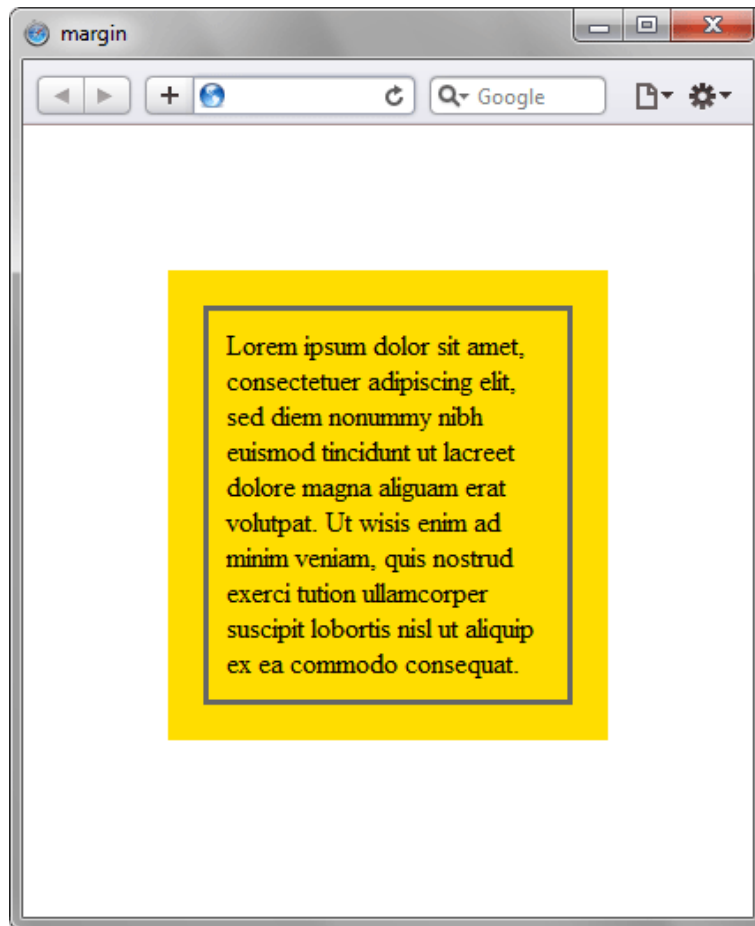 margin
Google
Lorem ipsum dolor sit amet,
consectetuer adipiscing elit,
sed diem nonummy nibh
euismod tincidunt ut lacreet
dolore magna aliguam erat
volutpat. Ut wisis enim ad
minim veniam, quis nostrud
exerci tution ullamcorper
suscipit lobortis nisl ut aliquip
ex ea commodo consequat.